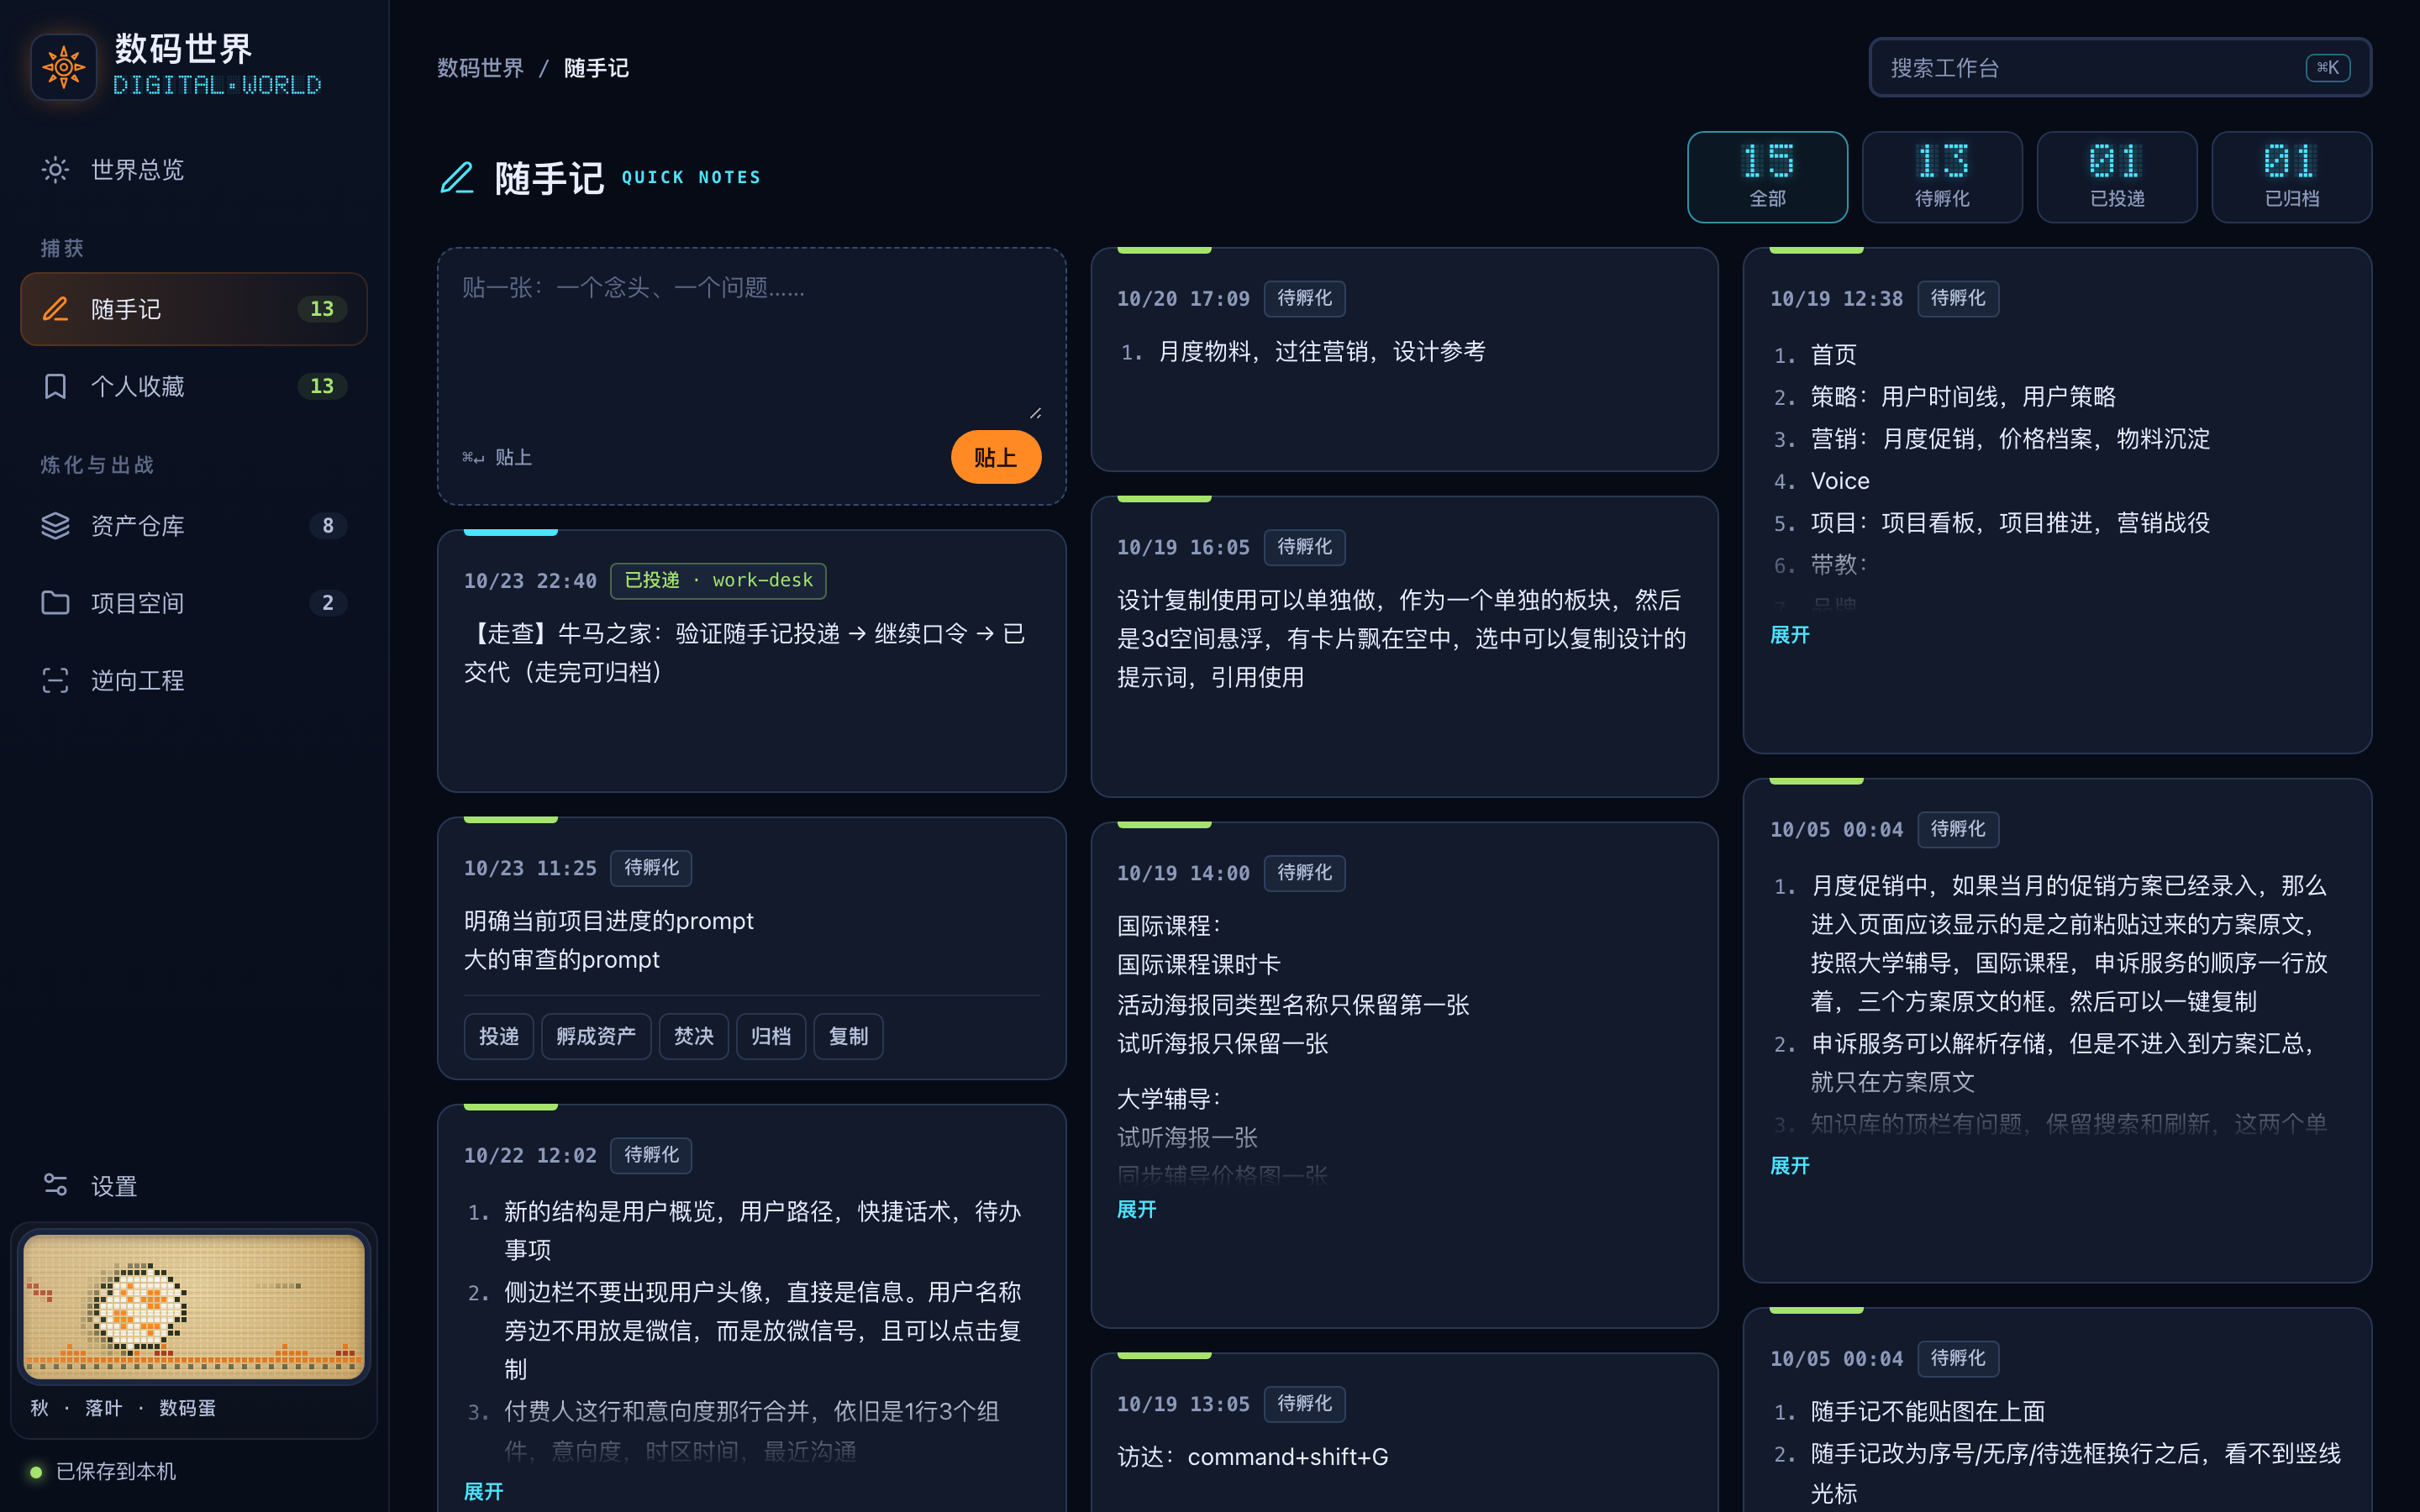 数码世界
DIGITAL·WORLD
世界总览
捕获
随手记 13
个人收藏 13
炼化与出战
资产仓库 8
项目空间 2
逆向工程
设置
秋 · 落叶 · 数码蛋
已保存到本机
数码世界 / 随手记
搜索工作台 ⌘K
随手记 QUICK NOTES
15 全部
13 待孵化
01 已投递
01 已归档
贴一张：一个念头、一个问题……
⌘↵ 贴上
贴上
10/23 22:40 已投递 · work-desk
【走查】牛马之家：验证随手记投递 → 继续口令 → 已
交代（走完可归档）
10/23 11:25 待孵化
明确当前项目进度的prompt
大的审查的prompt
投递 孵成资产 焚决 归档 复制
10/22 12:02 待孵化
1. 新的结构是用户概览，用户路径，快捷话术，待办
事项
2. 侧边栏不要出现用户头像，直接是信息。用户名称
旁边不用放是微信，而是放微信号，且可以点击复
制
3. 付费人这行和意向度那行合并，依旧是1行3个组
件，意向度，时区时间，最近沟通
展开
10/20 17:09 待孵化
1. 月度物料，过往营销，设计参考
10/19 16:05 待孵化
设计复制使用可以单独做，作为一个单独的板块，然后
是3d空间悬浮，有卡片飘在空中，选中可以复制设计的
提示词，引用使用
10/19 14:00 待孵化
国际课程：
国际课程课时卡
活动海报同类型名称只保留第一张
试听海报只保留一张
大学辅导：
试听海报一张
同步辅导价格图一张
展开
10/19 13:05 待孵化
访达：command+shift+G
10/19 12:38 待孵化
1. 首页
2. 策略：用户时间线，用户策略
3. 营销：月度促销，价格档案，物料沉淀
4. Voice
5. 项目：项目看板，项目推进，营销战役
6. 带教：
7. 品牌
展开
10/05 00:04 待孵化
1. 月度促销中，如果当月的促销方案已经录入，那么
进入页面应该显示的是之前粘贴过来的方案原文，
按照大学辅导，国际课程，申诉服务的顺序一行放
着，三个方案原文的框。然后可以一键复制
2. 申诉服务可以解析存储，但是不进入到方案汇总，
就只在方案原文
3. 知识库的顶栏有问题，保留搜索和刷新，这两个单
展开
10/05 00:04 待孵化
1. 随手记不能贴图在上面
2. 随手记改为序号/无序/待选框换行之后，看不到竖线
光标